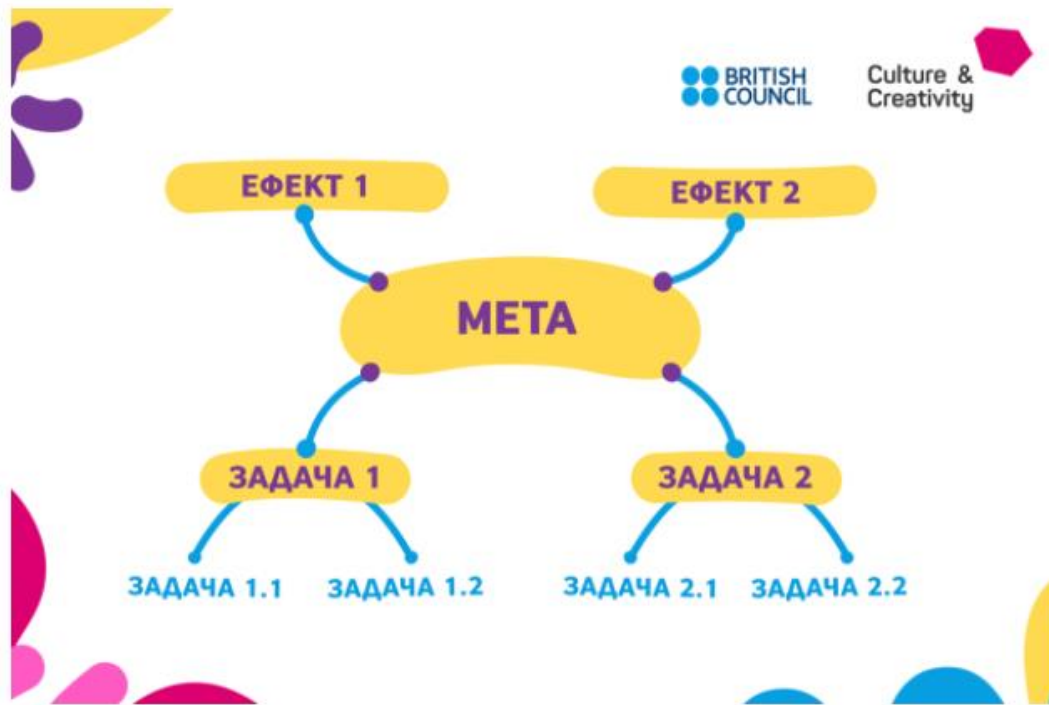 BRITISH
COUNCIL
Culture &
Creativity
ЕФЕКТ 1
ЕФЕКТ 2
МЕТА
ЗАДАЧА 1
ЗАДАЧА 2
ЗАДАЧА 1.1
ЗАДАЧА 1.2
ЗАДАЧА 2.1
ЗАДАЧА 2.2